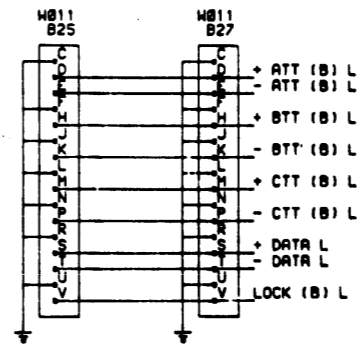 W011 W011
B25 B27
C C
D D + ATT (B) L
E E - ATT (B) L
F F
H H + BTT (B) L
J J
K K - BTT (B) L
L L
M M + CTT (B) L
N N
P P - CTT (B) L
R R
S S + DATA L
T T - DATA L
U U
V V LOCK (B) L